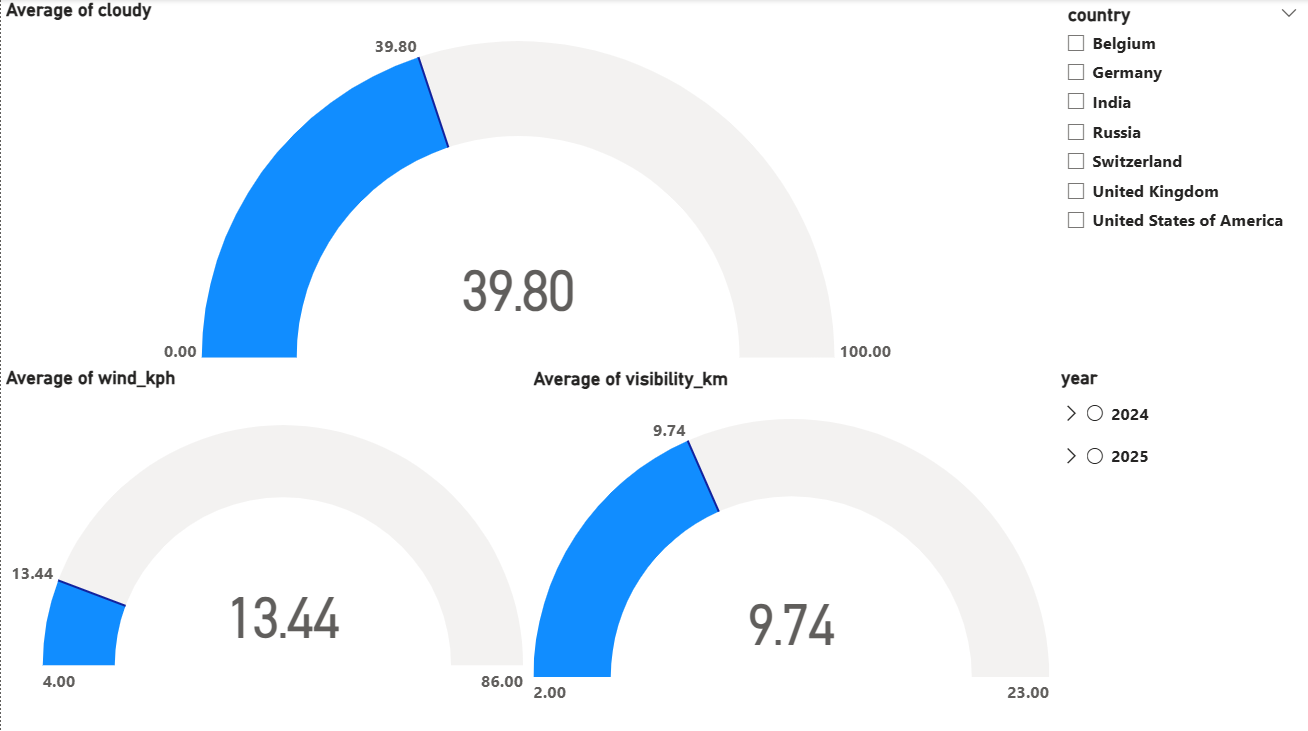 Average of cloudy
39.80
39.80
0.00
100.00
country
Belgium
Germany
India
Russia
Switzerland
United Kingdom
United States of America
Average of wind_kph
13.44
13.44
4.00
86.00
Average of visibility_km
9.74
9.74
2.00
23.00
year
2024
2025